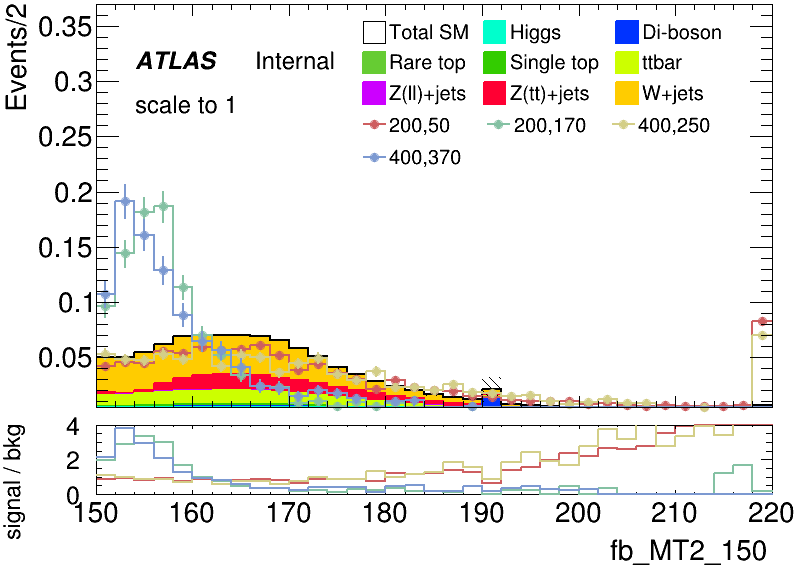 Events/2
0.35
0.3
0.25
0.2
0.15
0.1
0.05
ATLAS Internal
scale to 1
Total SM Higgs Di-boson
Rare top Single top ttbar
Z(ll)+jets Z(tt)+jets W+jets
200,50 200,170 400,250
400,370
signal / bkg
4
2
0
150 160 170 180 190 200 210 220
fb_MT2_150